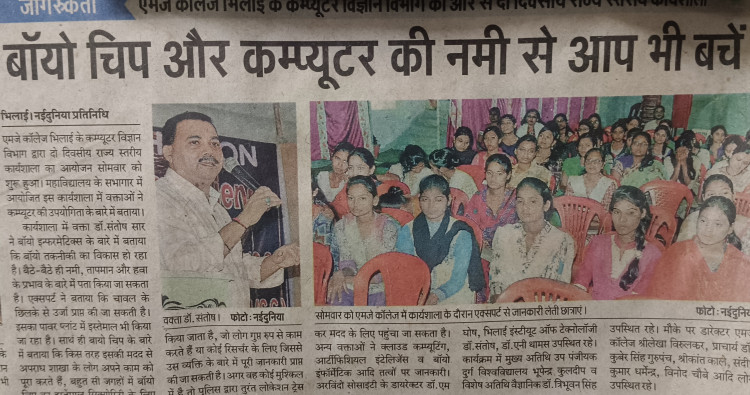 जागरुकता
एमजे कॉलेज भिलाई के कम्प्यूटर विज्ञान विभाग की ओर से दो दिवसीय राज्य स्तरीय कार्यशाला
बॉयो चिप और कम्प्यूटर की नमी से आप भी बचें
भिलाई। नईदुनिया प्रतिनिधि
एमजे कॉलेज भिलाई के कम्प्यूटर विज्ञान
विभाग द्वारा दो दिवसीय राज्य स्तरीय
कार्यशाला का आयोजन सोमवार को
शुरू हुआ। महाविद्यालय के सभागार में
आयोजित इस कार्यशाला में वक्ताओं ने
कम्प्यूटर की उपयोगिता के बारे में बताया।
कार्यशाला में वक्ता डॉ. संतोष सार
ने बॉयो इन्फरमेटिक्स के बारे में बताया
कि बॉयो तकनीकी का विकास हो रहा
है। बैठे-बैठे ही नमी, तापमान और हवा
के प्रभाव के बारे में पता किया जा सकता
है। एक्सपर्ट ने बताया कि चावल के
छिलके से उर्जा प्राप्त की जा सकती है।
इसका पावर प्लांट में इस्तेमाल भी किया
जा रहा है। साथ ही बायो चिप के बारे
में बताया कि किस तरह इसकी मदद से
अपराध शाखा के लोग अपने काम को
पूरा करते हैं, बहुत सी जगहों में बॉयो
वक्ता डॉ. संतोष। फोटो : नईदुनिया
किया जाता है, जो लोग गुप्त रुप से काम
करते हैं या कोई रिसर्च के लिए जिससे
उस व्यक्ति के बारे में पूरी जानकारी प्राप्त
की जा सकती है। अगर वह कोई मुश्किल
में है तो पुलिस द्वारा तुरंत लोकेशन ट्रेस
सोमवार को एमजे कॉलेज में कार्यशाला के दौरान एक्सपर्ट से जानकारी लेती छात्राएं। फोटो : नईदुनिया
कर मदद के लिए पहुंचा जा सकता है।
अन्य वक्ताओं ने क्लाउड कम्प्यूटिंग,
आर्टीफीशियल इंटेलिजेंस व बॉयो
इंर्फोमेटिक आदि तत्वों पर जानकारी।
अरविंदो सोसाइटी के डायरेक्टर डॉ. एम
घोष, भिलाई इंस्टीयूट ऑफ टेक्नोलॉजी
डॉ. संतोष, डॉ. एनी थामस उपस्थित रहे।
कार्यक्रम में मुख्य अतिथि उप पंजीयक
दुर्ग विश्वविद्यालय भूपेन्द्र कुलदीप व
विशेष अतिथि वैज्ञानिक डॉ. त्रिभूवन सिंह
उपस्थित रहे। मौके पर डारेक्टर एमजे
कॉलेज श्रीलेखा विरुलकर, प्राचार्य डॉ.
कुबेर सिंह गुरुपंच, श्रीकांत काले, संदीप
कुमार धर्मेन्द्र, विनोद चौबे आदि लोग
उपस्थित रहे।